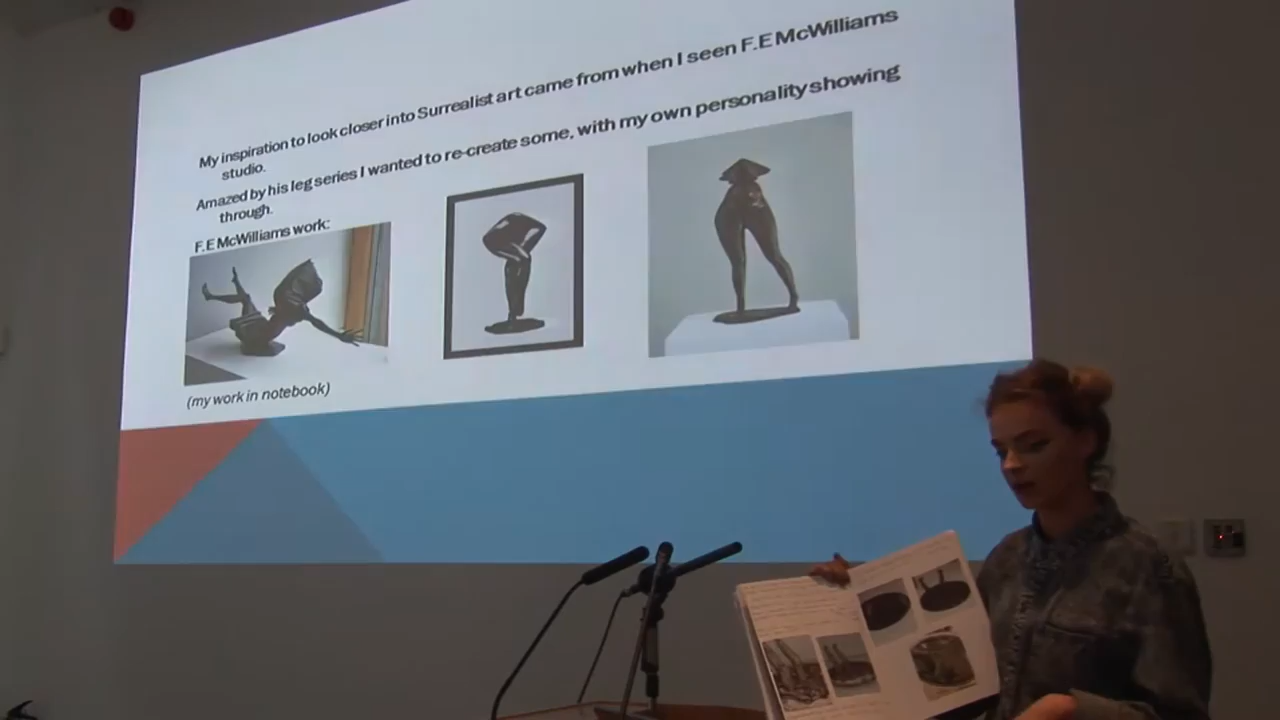 My inspiration to look closer into Surrealist art came from when I seen F.E McWilliams
studio.
Amazed by his leg series I wanted to re-create some, with my own personality showing
through.
F.E McWilliams work:
(my work in notebook)